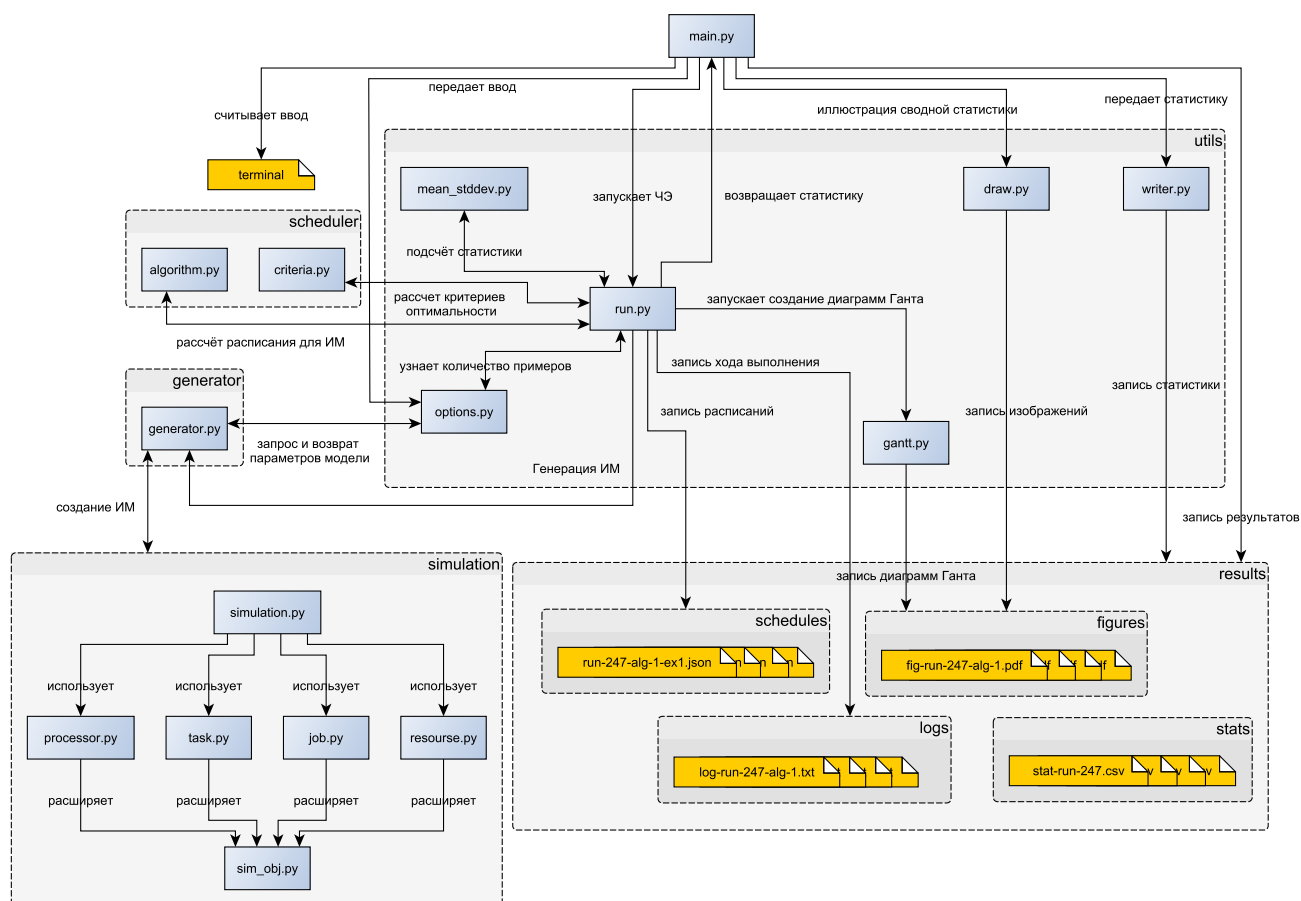 main.py
передает ввод
считывает ввод
иллюстрация сводной статистики
передает статистику
utils
terminal
mean_stddev.py
запускает ЧЭ
возвращает статистику
draw.py
writer.py
scheduler
algorithm.py
criteria.py
подсчёт статистики
рассчет критериев
оптимальности
run.py
запускает создание диаграмм Ганта
рассчёт расписания для ИМ
узнает количество примеров
запись хода выполнения
generator
generator.py
options.py
запись расписаний
запись изображений
запись статистики
gantt.py
запрос и возврат
параметров модели
Генерация ИМ
создание ИМ
запись результатов
simulation
запись диаграмм Ганта
results
simulation.py
schedules
run-247-alg-1-ex1.json
n
n
n
figures
fig-run-247-alg-1.pdf
df
f
lf
использует
использует
использует
использует
processor.py
task.py
job.py
resourse.py
logs
log-run-247-alg-1.txt
t
t
t
stats
stat-run-247.csv
v
v
v
расширяет
расширяет
расширяет
расширяет
sim_obj.py